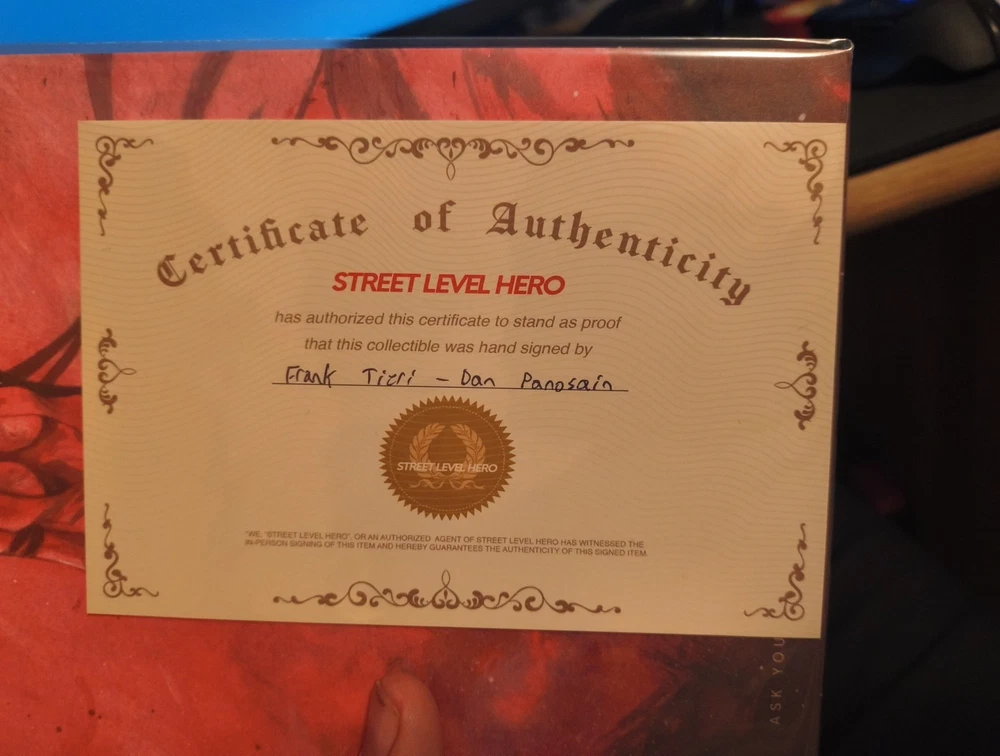 Certificate of Authenticity
STREET LEVEL HERO
has authorized this certificate to stand as proof
that this collectible was hand signed by
Frank Tieri - Dan Panosain
STREET LEVEL HERO
"WE, "STREET LEVEL HERO", OR AN AUTHORIZED AGENT OF STREET LEVEL HERO HAS WITNESSED THE
IN-PERSON SIGNING OF THIS ITEM AND HEREBY GUARANTEES THE AUTHENTICITY OF THIS SIGNED ITEM.
ASK YOU